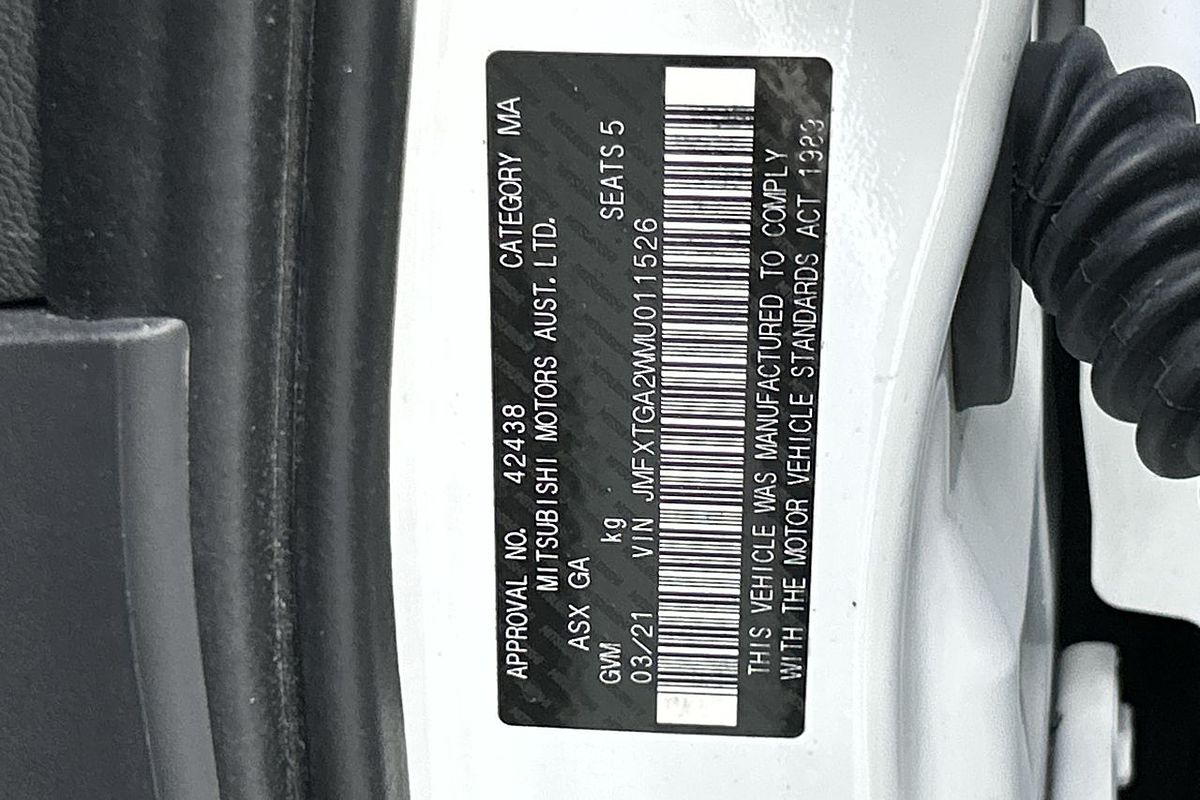 APPROVAL NO. 42438 CATEGORY MA
MITSUBISHI MOTORS AUST. LTD.
ASX GA
GVM kg SEATS 5
03/21 VIN JMFXTGA2WMU011526
THIS VEHICLE WAS MANUFACTURED TO COMPLY
WITH THE MOTOR VEHICLE STANDARDS ACT 1989